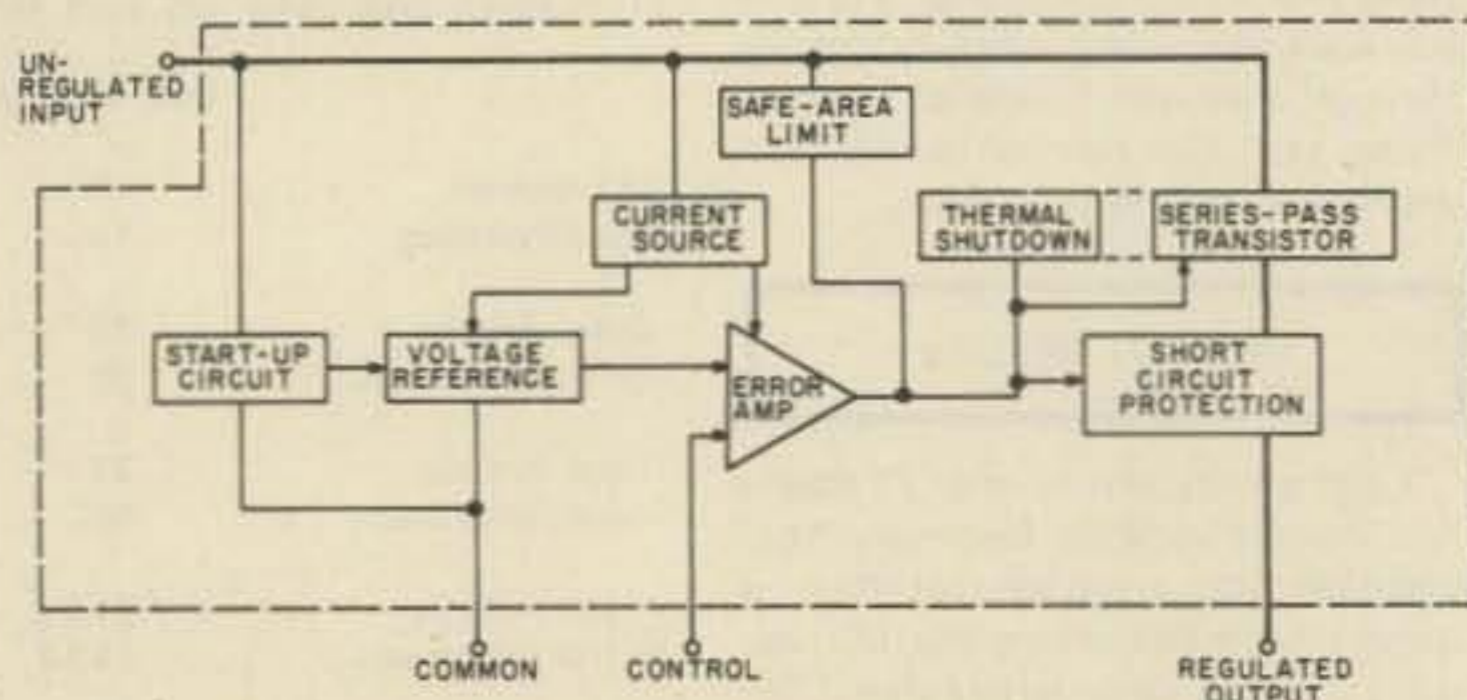 UN-
REGULATED
INPUT
SAFE-AREA
LIMIT
CURRENT
SOURCE
THERMAL
SHUTDOWN
SERIES-PASS
TRANSISTOR
START-UP
CIRCUIT
VOLTAGE
REFERENCE
ERROR
AMP
SHORT
CIRCUIT
PROTECTION
COMMON
CONTROL
REGULATED
OUTPUT